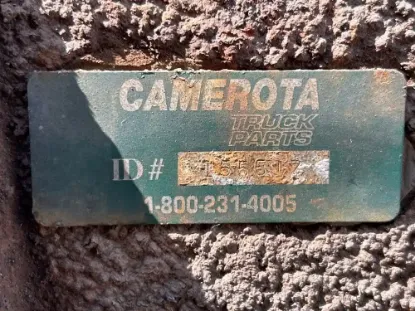 CAMEROTA
TRUCK
PARTS
ID #
1-800-231-4005